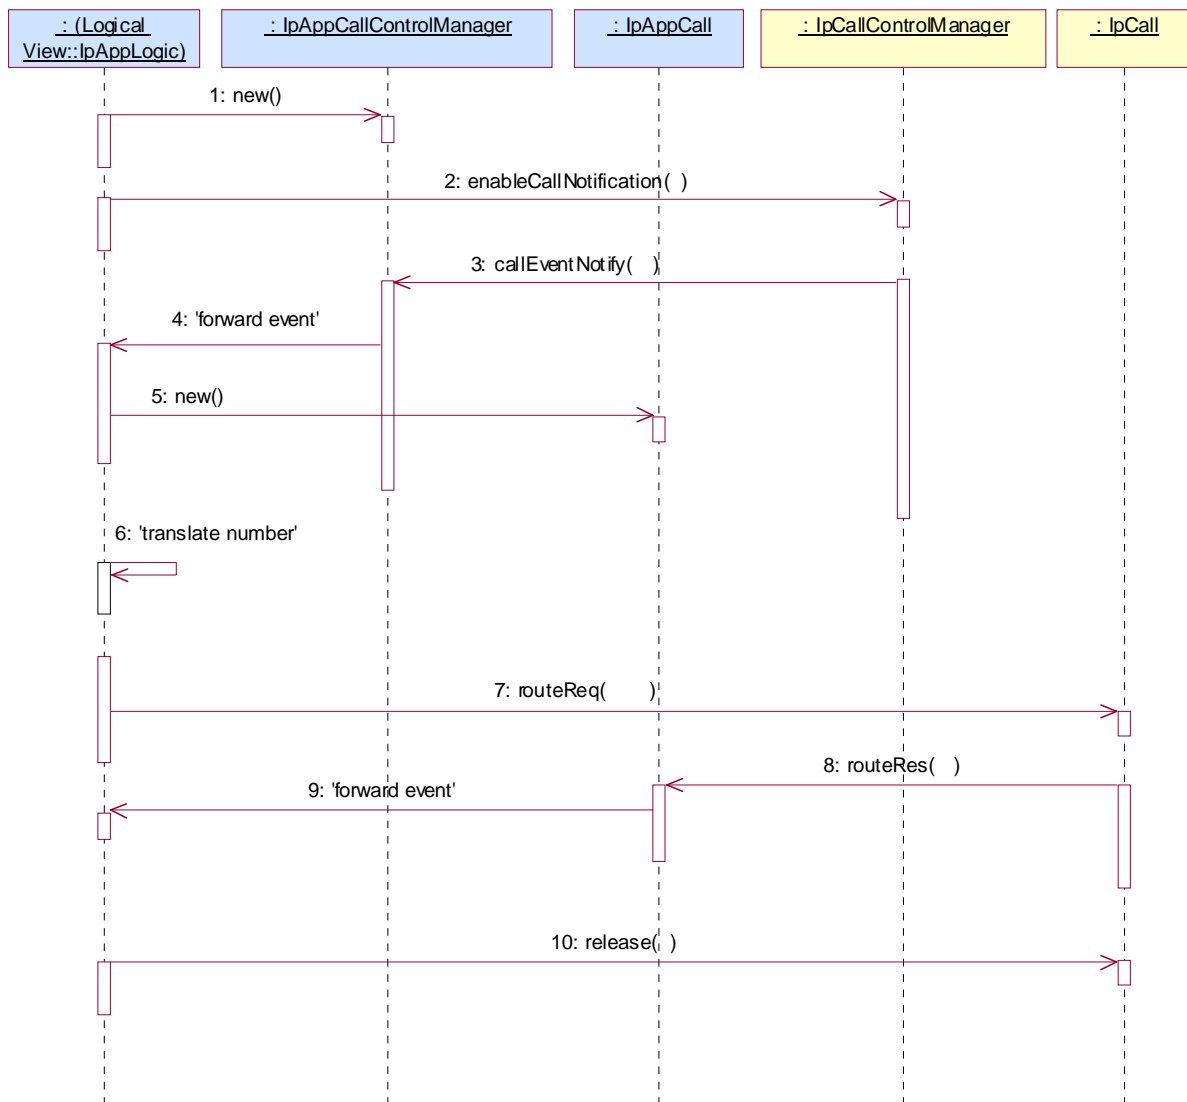 : (Logical
View::IpAppLogic)
: IpAppCallControlManager
: IpAppCall
: IpCallControlManager
: IpCall
1: new()
2: enableCallNotification( )
3: callEventNotify( )
4: 'forward event'
5: new()
6: 'translate number'
7: routeReq( )
8: routeRes( )
9: 'forward event'
10: release( )